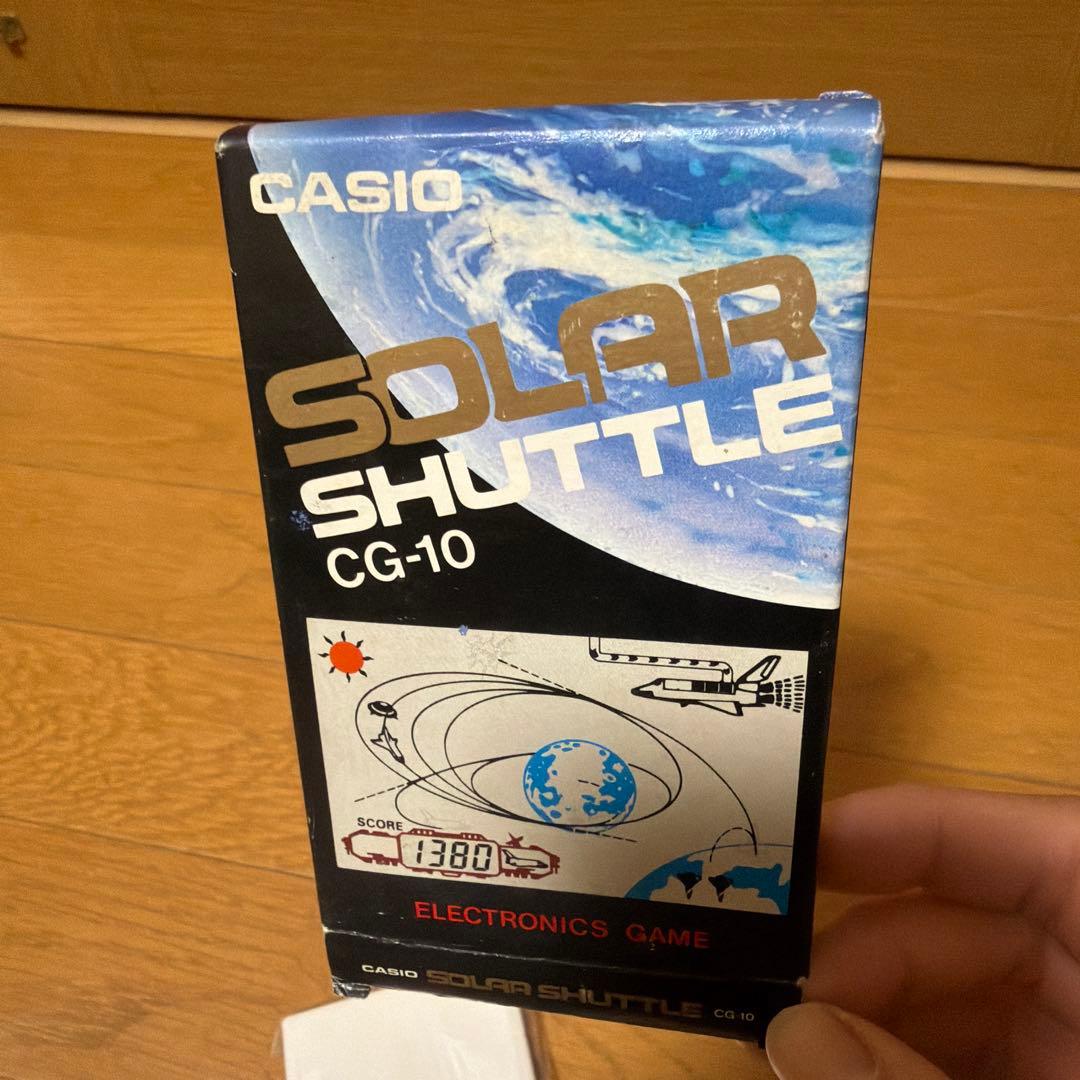 CASIO
SOLAR
SHUTTLE
CG-10
SCORE
1380
ELECTRONICS GAME
CASIO SOLAR SHUTTLE CG-10